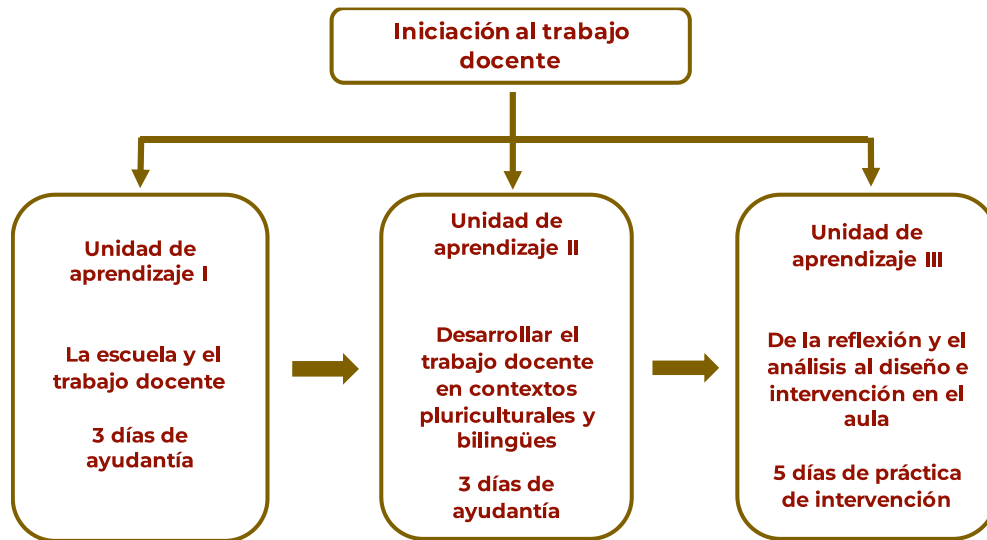 Iniciación al trabajo
docente
Unidad de
aprendizaje I
La escuela y el
trabajo docente
3 días de
ayudantía
Unidad de
aprendizaje II
Desarrollar el
trabajo docente
en contextos
pluriculturales y
bilingües
3 días de
ayudantía
Unidad de
aprendizaje III
De la reflexión y el
análisis al diseño e
intervención en el
aula
5 días de práctica
de intervención